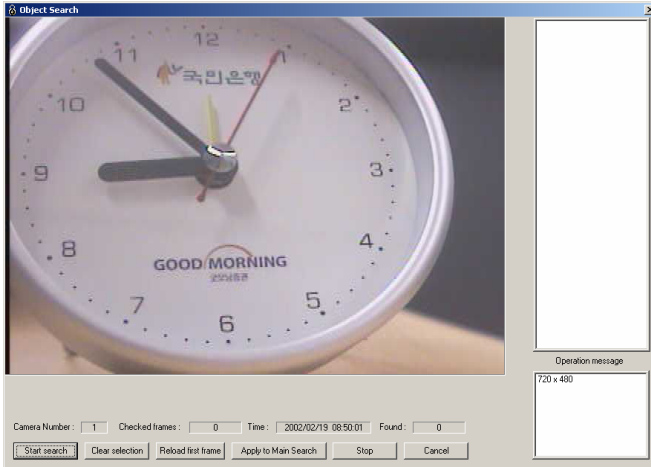 Object Search
12
11
1
국민은행
10
2
9
3
8
4
GOOD MORNING
7
5
6
Operation message
720 x 480
Camera Number : 1 Checked frames : 0 Time : 2002/02/19 08:50:01 Found : 0
Start search Clear selection Reload first frame Apply to Main Search Stop Cancel